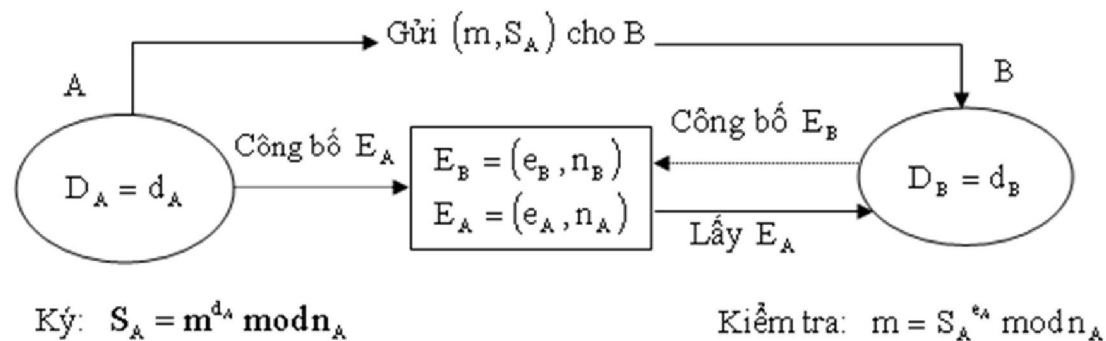 Gửi (m,S_A) cho B
A
B
Công bố E_A
Công bố E_B
D_A = d_A
E_B = (e_B, n_B)
E_A = (e_A, n_A)
D_B = d_B
Lấy E_A
Ký: S_A = m^{d_A} mod n_A
Kiểm tra: m = S_A^{e_A} mod n_A